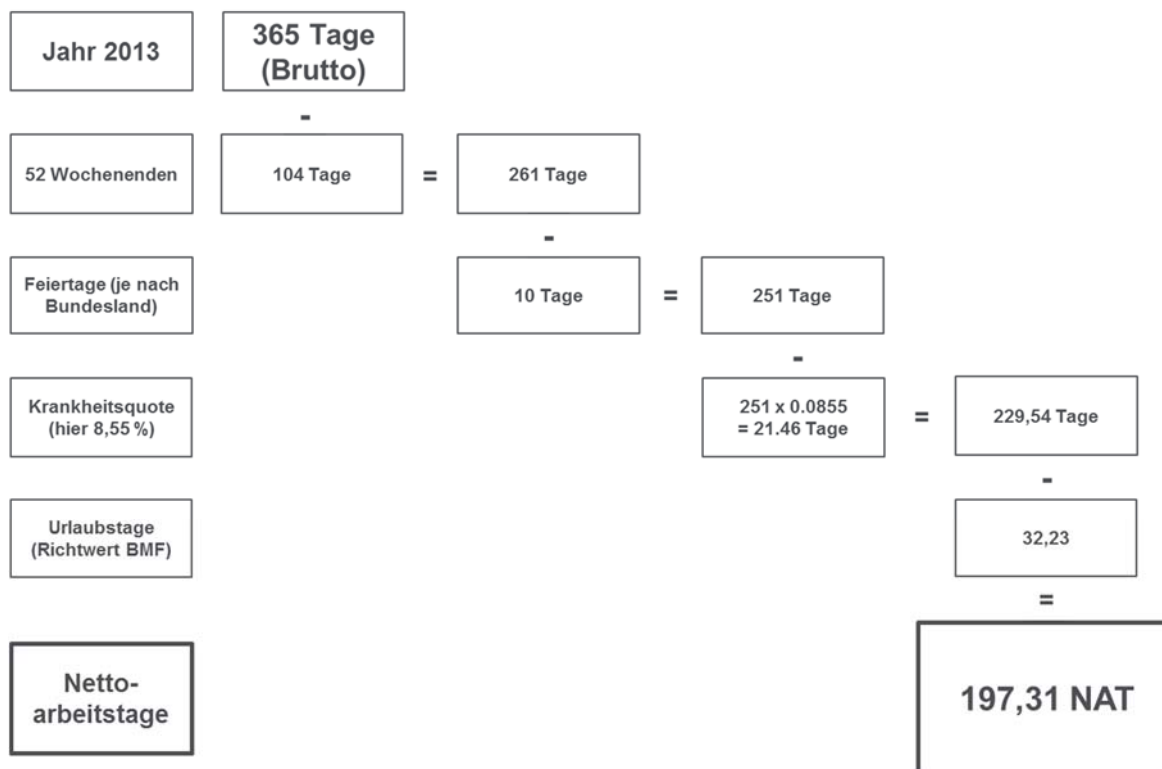 Jahr 2013
365 Tage
(Brutto)
-
52 Wochenenden
104 Tage
=
261 Tage
-
Feiertage (je nach
Bundesland)
10 Tage
=
251 Tage
-
Krankheitsquote
(hier 8,55 %)
251 x 0.0855
= 21.46 Tage
=
229,54 Tage
-
Urlaubstage
(Richtwert BMF)
32,23
=
Netto-
arbeitstage
197,31 NAT